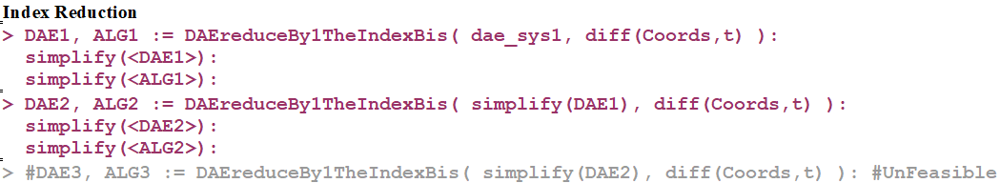 Index Reduction
> DAE1, ALG1 := DAEreduceBy1TheIndexBis( dae_sys1, diff(Coords,t) ):
simplify(<DAE1>):
simplify(<ALG1>):
> DAE2, ALG2 := DAEreduceBy1TheIndexBis( simplify(DAE1), diff(Coords,t) ):
simplify(<DAE2>):
simplify(<ALG2>):
> #DAE3, ALG3 := DAEreduceBy1TheIndexBis( simplify(DAE2), diff(Coords,t) ): #UnFeasible